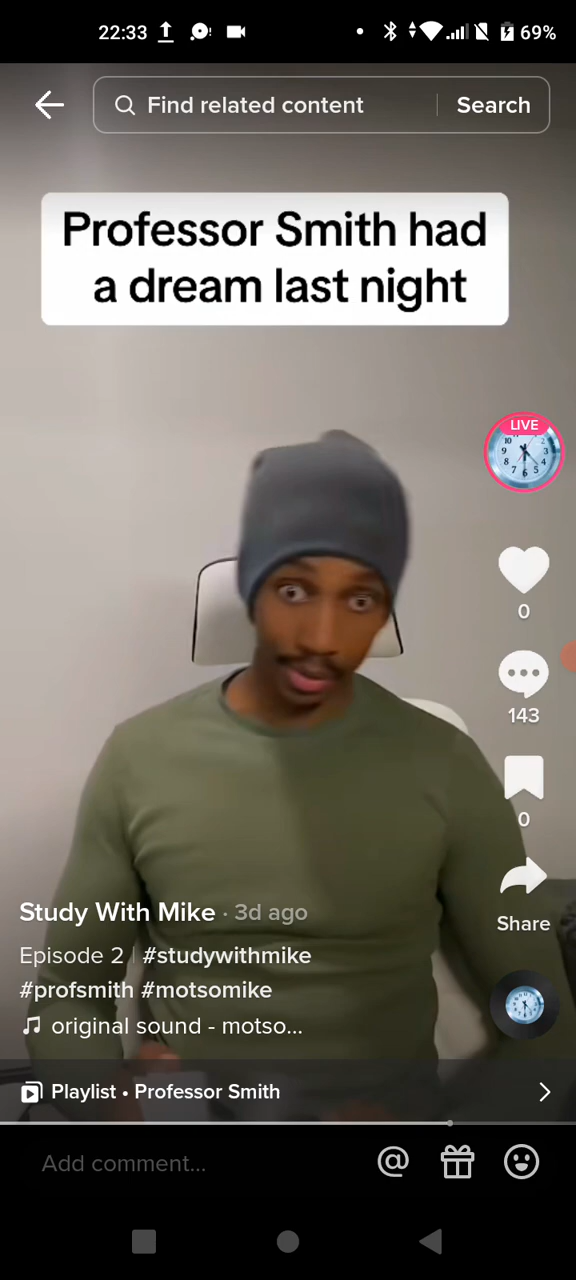 22:33
69%
Find related content
Search
Professor Smith had
a dream last night
LIVE
0
143
0
Share
Study With Mike · 3d ago
Episode 2 | #studywithmike
#profsmith #motsomike
original sound - motso...
Playlist • Professor Smith
Add comment...